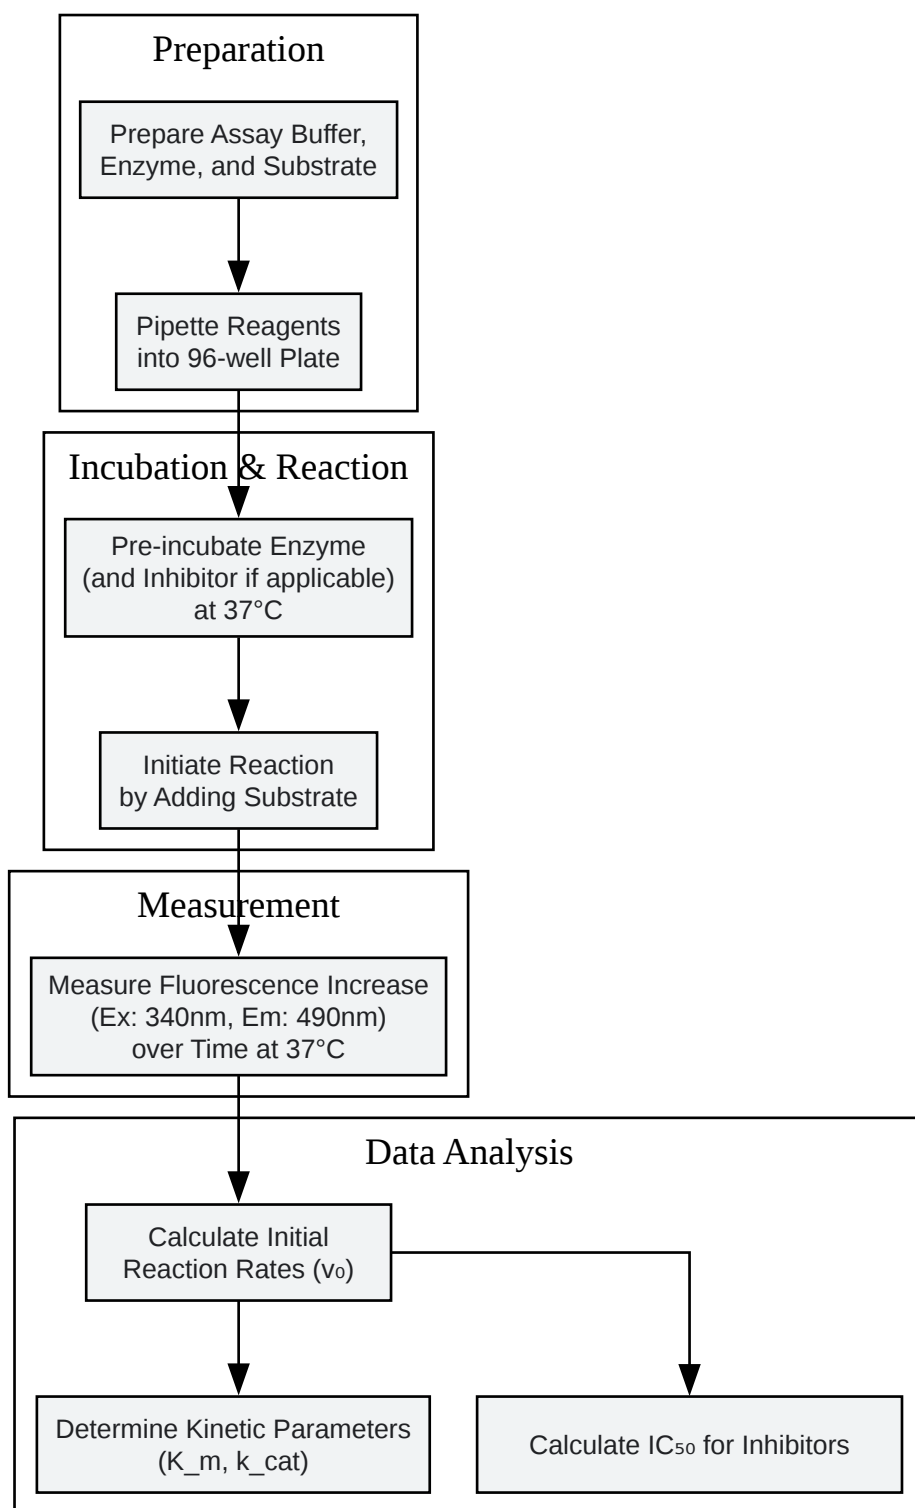 Preparation
Prepare Assay Buffer,
Enzyme, and Substrate
Pipette Reagents
into 96-well Plate
Incubation & Reaction
Pre-incubate Enzyme
(and Inhibitor if applicable)
at 37°C
Initiate Reaction
by Adding Substrate
Measurement
Measure Fluorescence Increase
(Ex: 340nm, Em: 490nm)
over Time at 37°C
Data Analysis
Calculate Initial
Reaction Rates (v₀)
Determine Kinetic Parameters
(K_m, k_cat)
Calculate IC₅₀ for Inhibitors